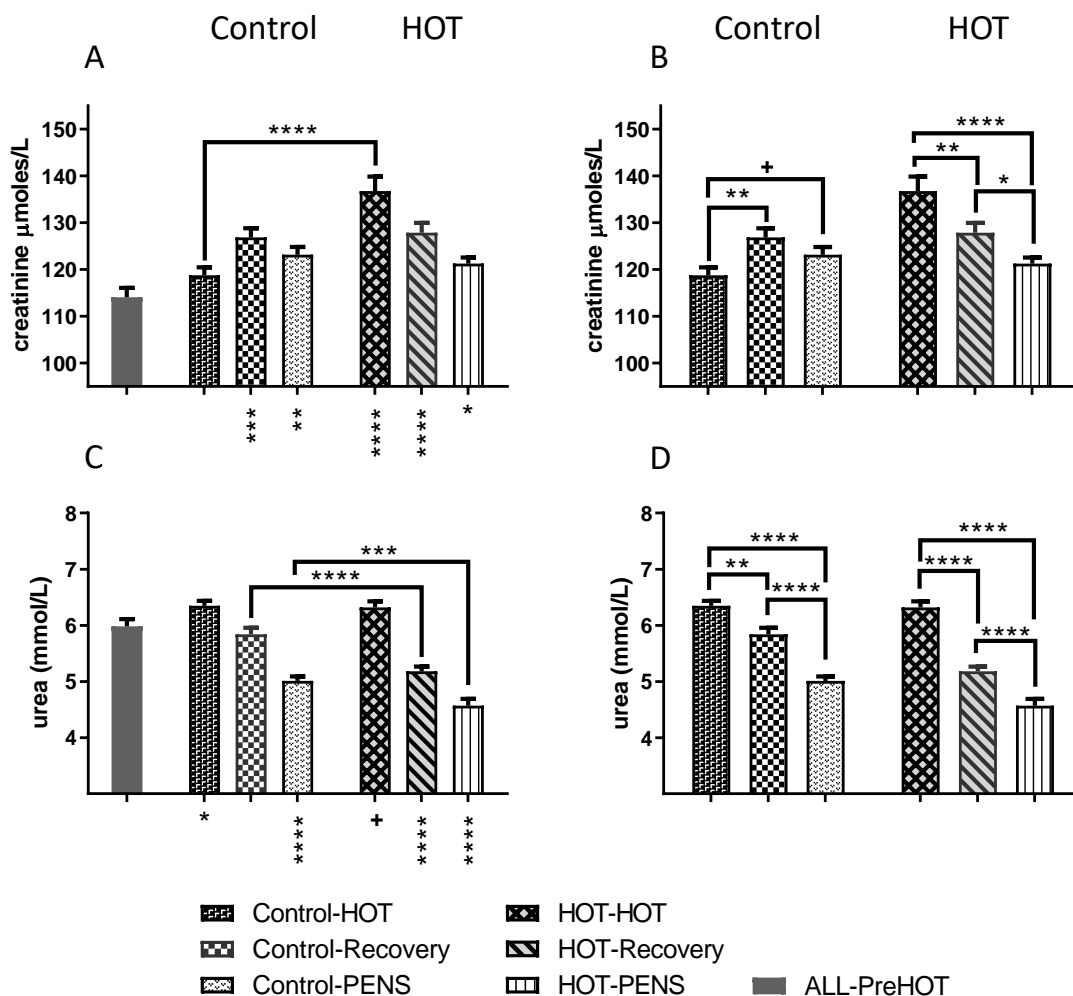 Control HOT
A
creatinine μmoles/L
150
140
130
120
110
100
****
*** ** **** **** *
Control HOT
B
creatinine μmoles/L
150
140
130
120
110
100
****
**
+
*
**
C
urea (mmol/L)
8
7
6
5
4
***
****
* **** + **** ****
D
urea (mmol/L)
8
7
6
5
4
**** ****
** ****
****
****
Control-HOT HOT-HOT
Control-Recovery HOT-Recovery
Control-PENS HOT-PENS ALL-PreHOT